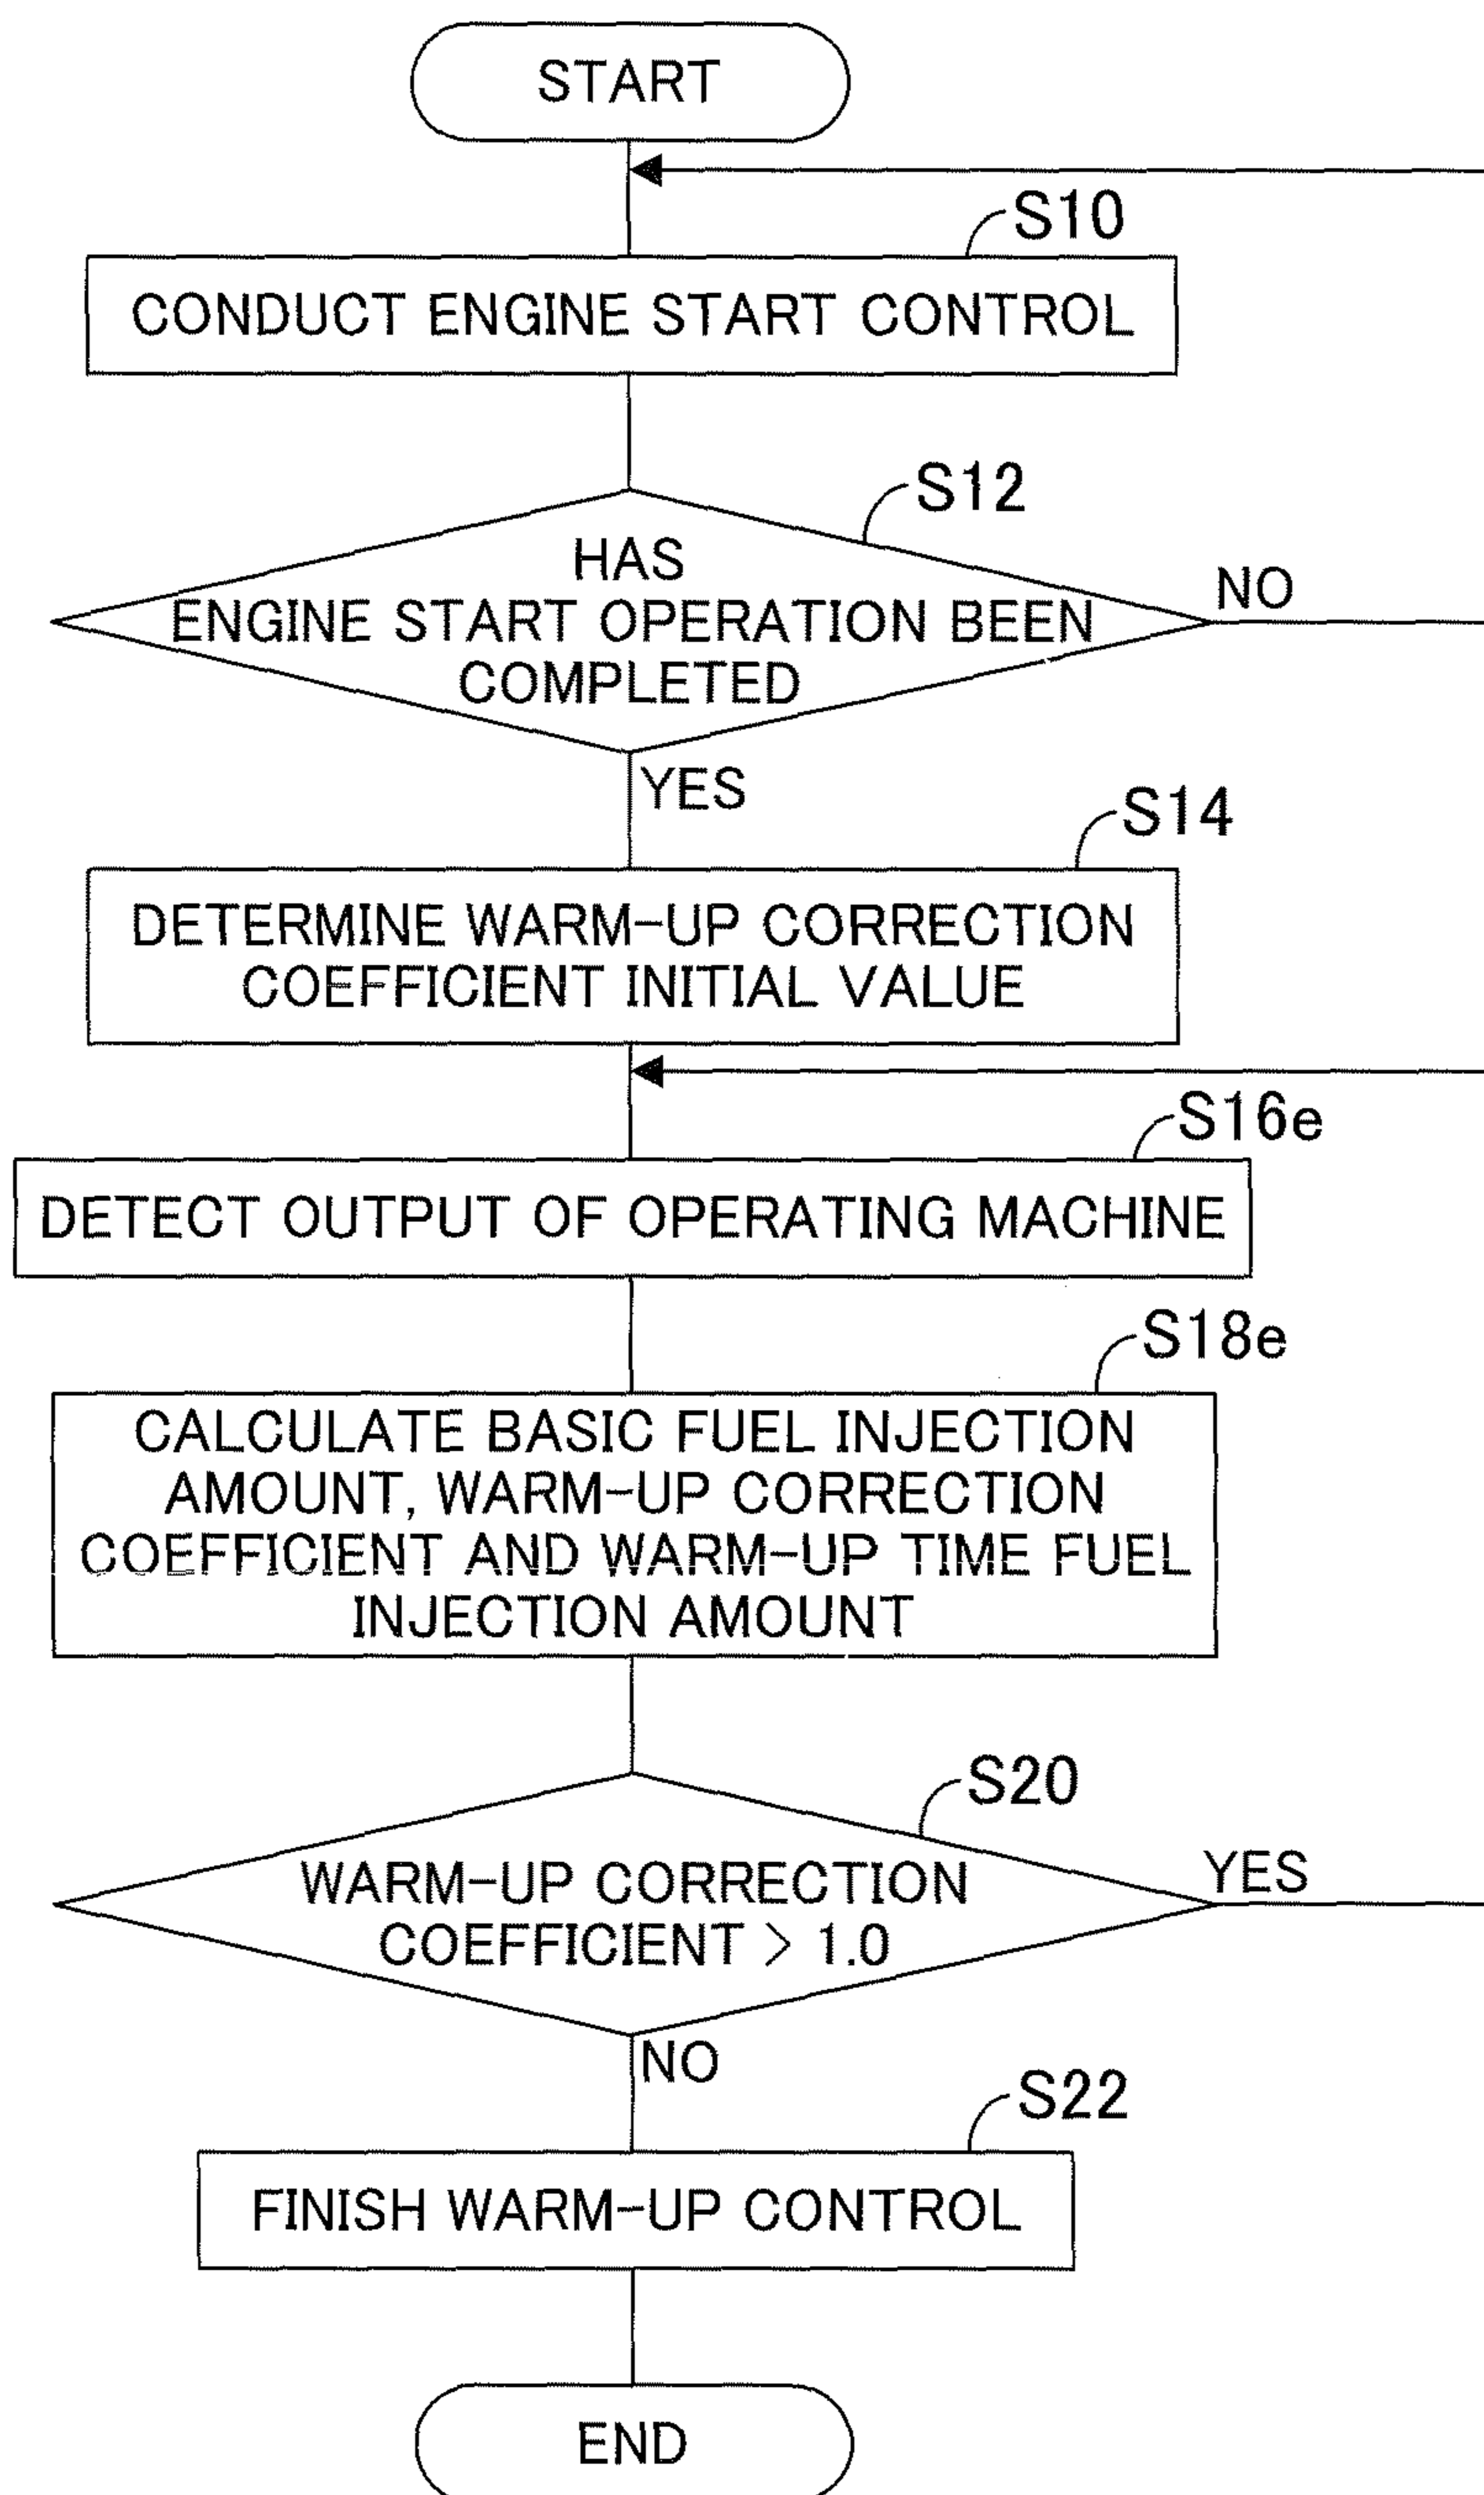 START
S10
CONDUCT ENGINE START CONTROL
S12
HAS
ENGINE START OPERATION BEEN
COMPLETED
NO
YES
S14
DETERMINE WARM-UP CORRECTION
COEFFICIENT INITIAL VALUE
S16e
DETECT OUTPUT OF OPERATING MACHINE
S18e
CALCULATE BASIC FUEL INJECTION
AMOUNT, WARM-UP CORRECTION
COEFFICIENT AND WARM-UP TIME FUEL
INJECTION AMOUNT
S20
WARM-UP CORRECTION
COEFFICIENT > 1.0
YES
NO
S22
FINISH WARM-UP CONTROL
END